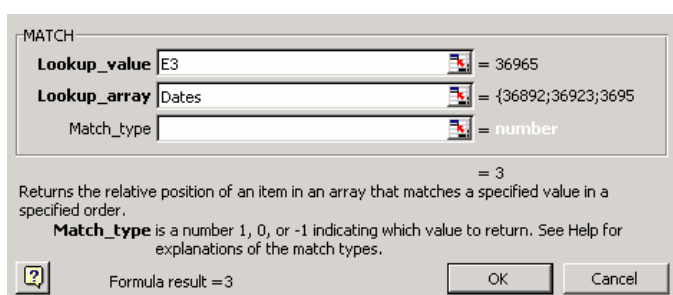 MATCH
Lookup_value E3 = 36965
Lookup_array Dates = {36892;36923;3695
Match_type = number
= 3
Returns the relative position of an item in an array that matches a specified value in a
specified order.
Match_type is a number 1, 0, or -1 indicating which value to return. See Help for
explanations of the match types.
? Formula result =3 OK Cancel